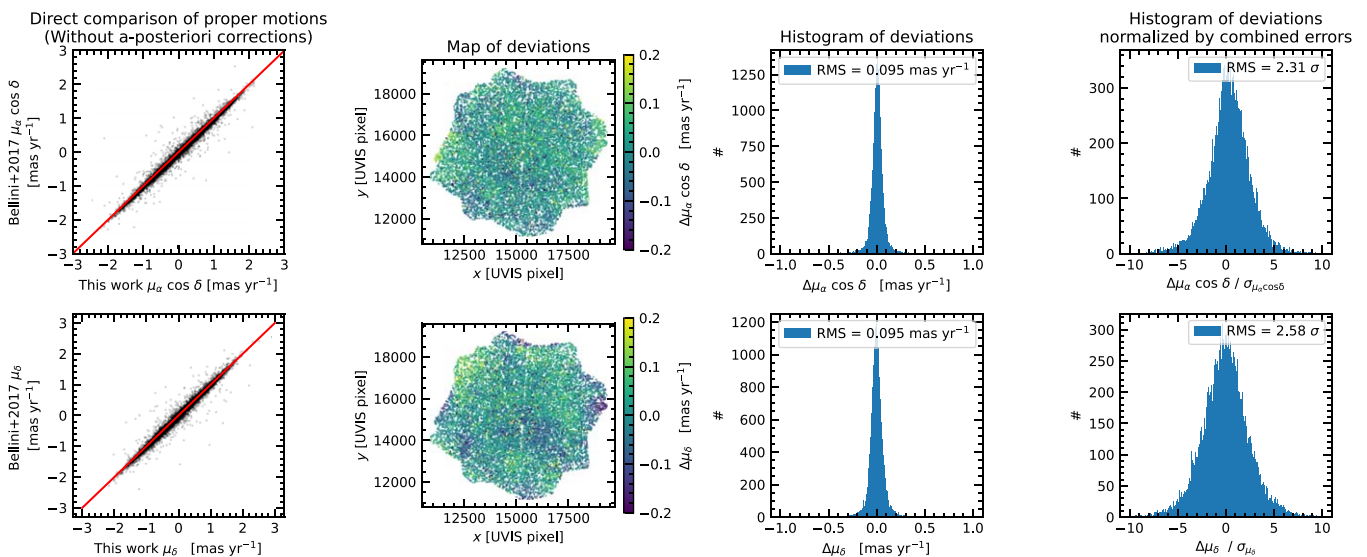 Direct comparison of proper motions
(Without a-posteriori corrections)
Bellini+2017 μα cos δ
[mas yr−1]
3
2
1
0
−1
−2
−3
−3 −2 −1 0 1 2 3
This work μα cos δ [mas yr−1]
Map of deviations
y [UVIS pixel]
18000
16000
14000
12000
12500 15000 17500
x [UVIS pixel]
0.2
0.1
0.0
−0.1
−0.2
Δμα cos δ [mas yr−1]
Histogram of deviations
RMS = 0.095 mas yr−1
#
1250
1000
750
500
250
0
−1.0 −0.5 0.0 0.5 1.0
Δμα cos δ [mas yr−1]
Histogram of deviations
normalized by combined errors
RMS = 2.31 σ
#
300
200
100
0
−10 −5 0 5 10
Δμα cos δ / σμα cosδ
Bellini+2017 μδ
[mas yr−1]
3
2
1
0
−1
−2
−3
−3 −2 −1 0 1 2 3
This work μδ [mas yr−1]
y [UVIS pixel]
18000
16000
14000
12000
12500 15000 17500
x [UVIS pixel]
0.2
0.1
0.0
−0.1
−0.2
Δμδ [mas yr−1]
RMS = 0.095 mas yr−1
#
1200
1000
800
600
400
200
0
−1.0 −0.5 0.0 0.5 1.0
Δμδ [mas yr−1]
RMS = 2.58 σ
#
300
250
200
150
100
50
0
−10 −5 0 5 10
Δμδ / σμδ